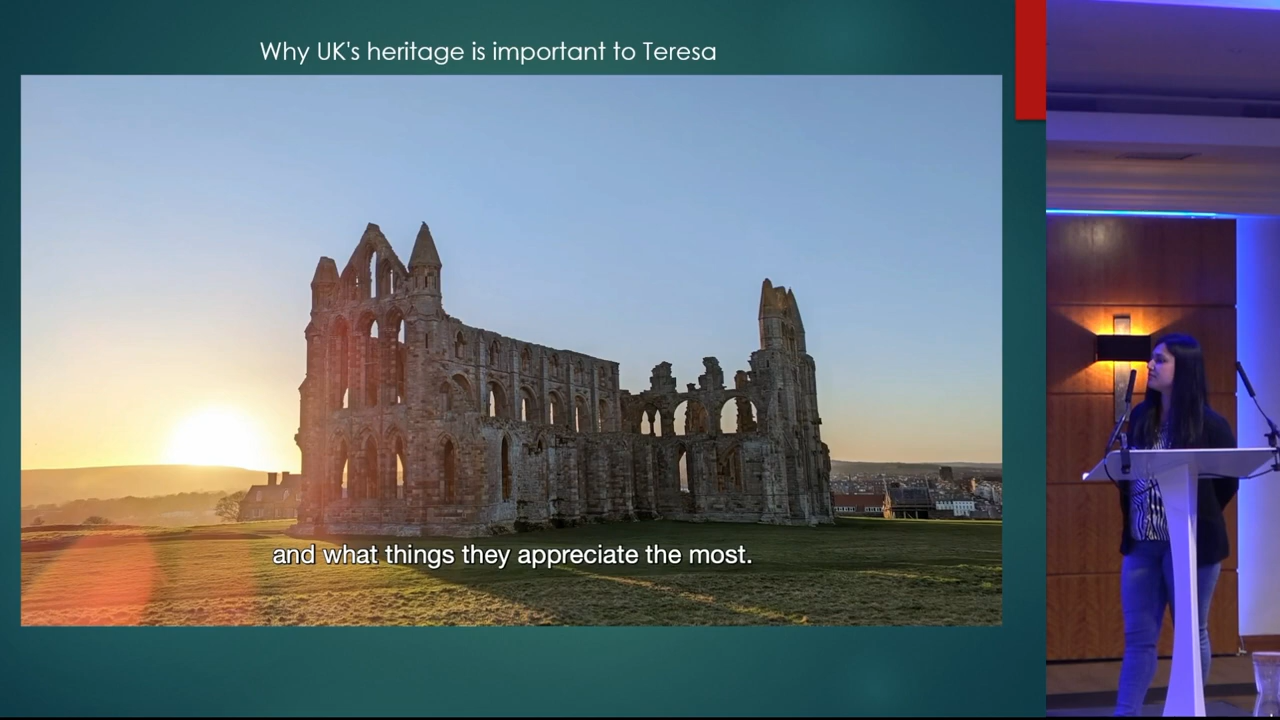 Why UK's heritage is important to Teresa
and what things they appreciate the most.